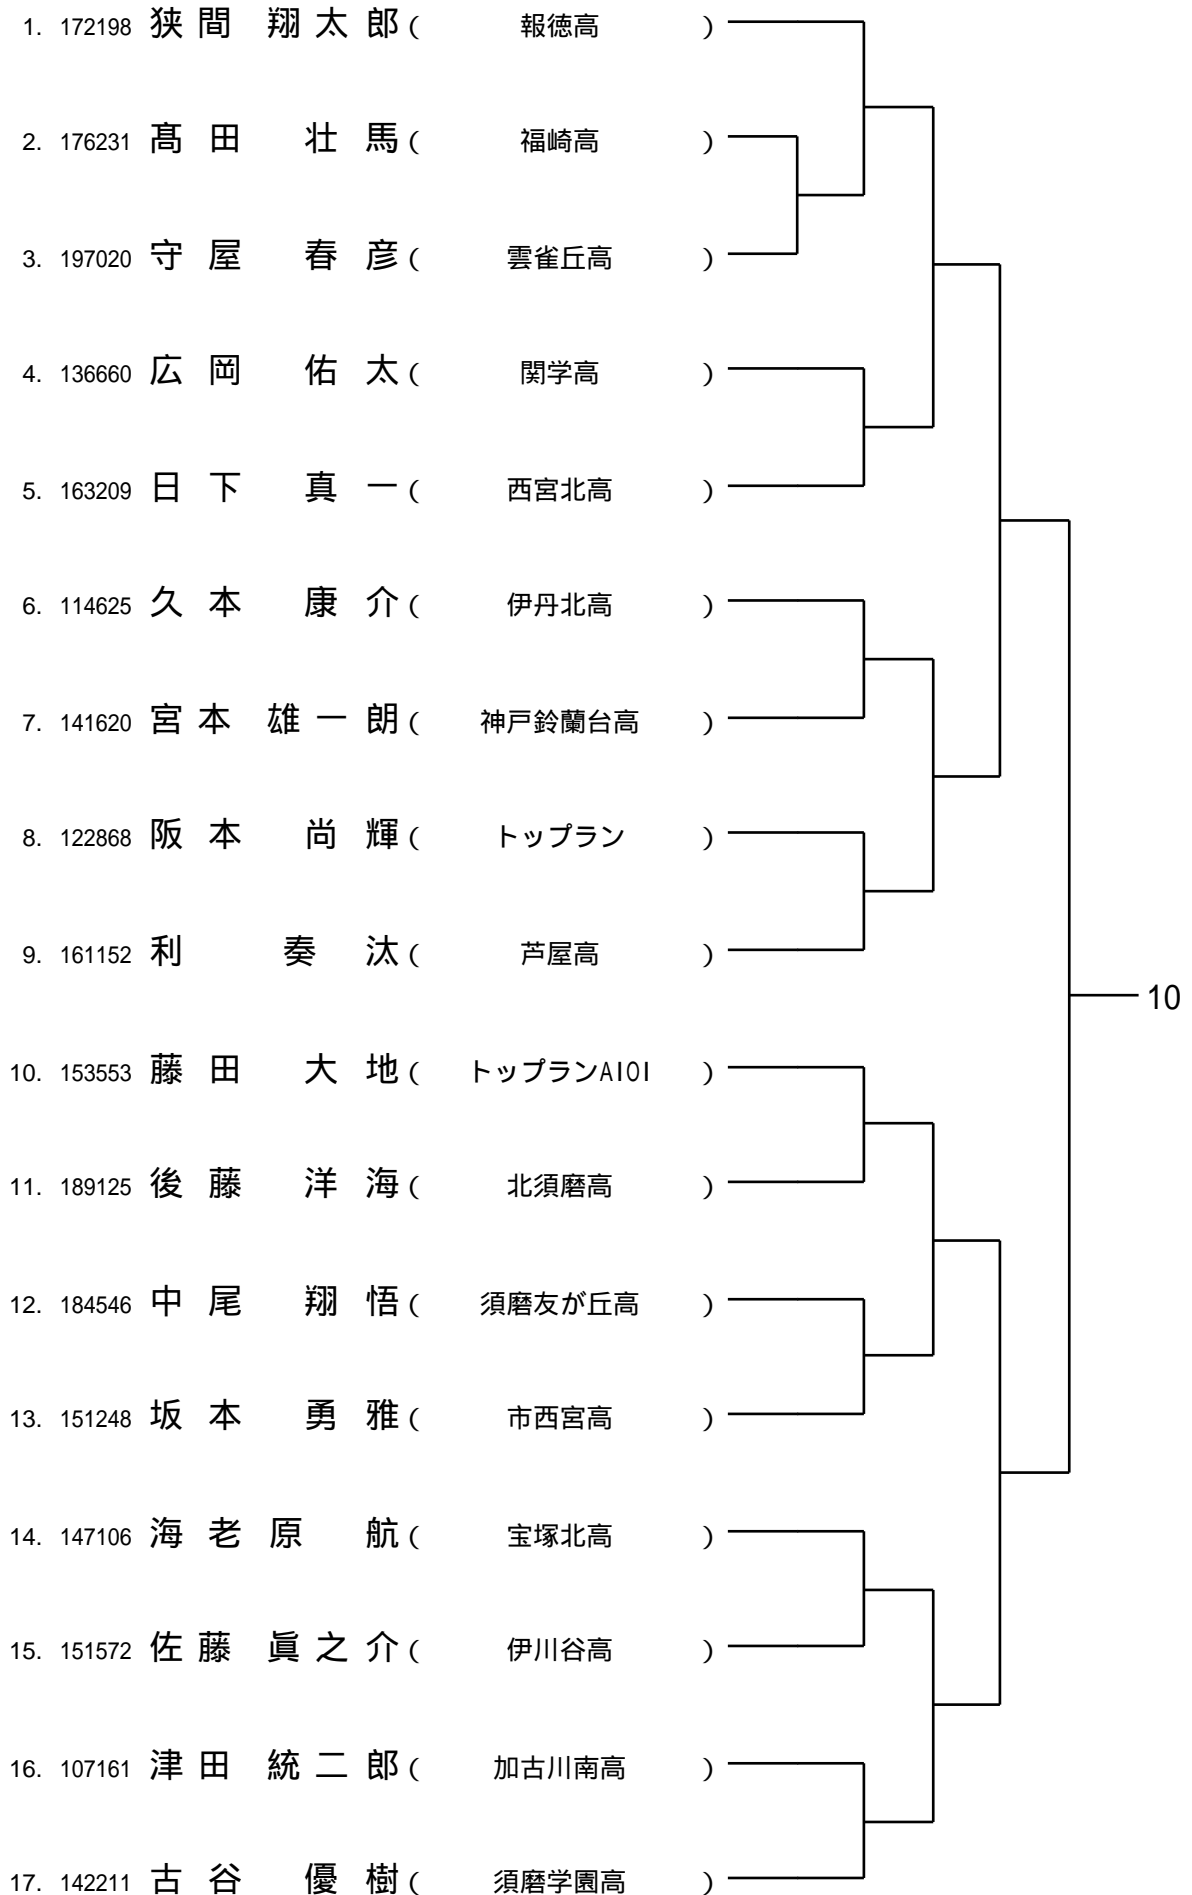 1. 172198 狭間 翔太郎 ( 報徳高 )
2. 176231 髙田 壮馬 ( 福崎高 )
3. 197020 守屋 春彦 ( 雲雀丘高 )
4. 136660 広岡 佑太 ( 関学高 )
5. 163209 日下 真一 ( 西宮北高 )
6. 114625 久本 康介 ( 伊丹北高 )
7. 141620 宮本 雄一朗 ( 神戸鈴蘭台高 )
8. 122868 阪本 尚輝 ( トップラン )
9. 161152 利 奏汰 ( 芦屋高 )
10
10. 153553 藤田 大地 ( トップランAIOI )
11. 189125 後藤 洋海 ( 北須磨高 )
12. 184546 中尾 翔悟 ( 須磨友が丘高 )
13. 151248 坂本 勇雅 ( 市西宮高 )
14. 147106 海老原 航 ( 宝塚北高 )
15. 151572 佐藤 眞之介 ( 伊川谷高 )
16. 107161 津田 統二郎 ( 加古川南高 )
17. 142211 古谷 優樹 ( 須磨学園高 )